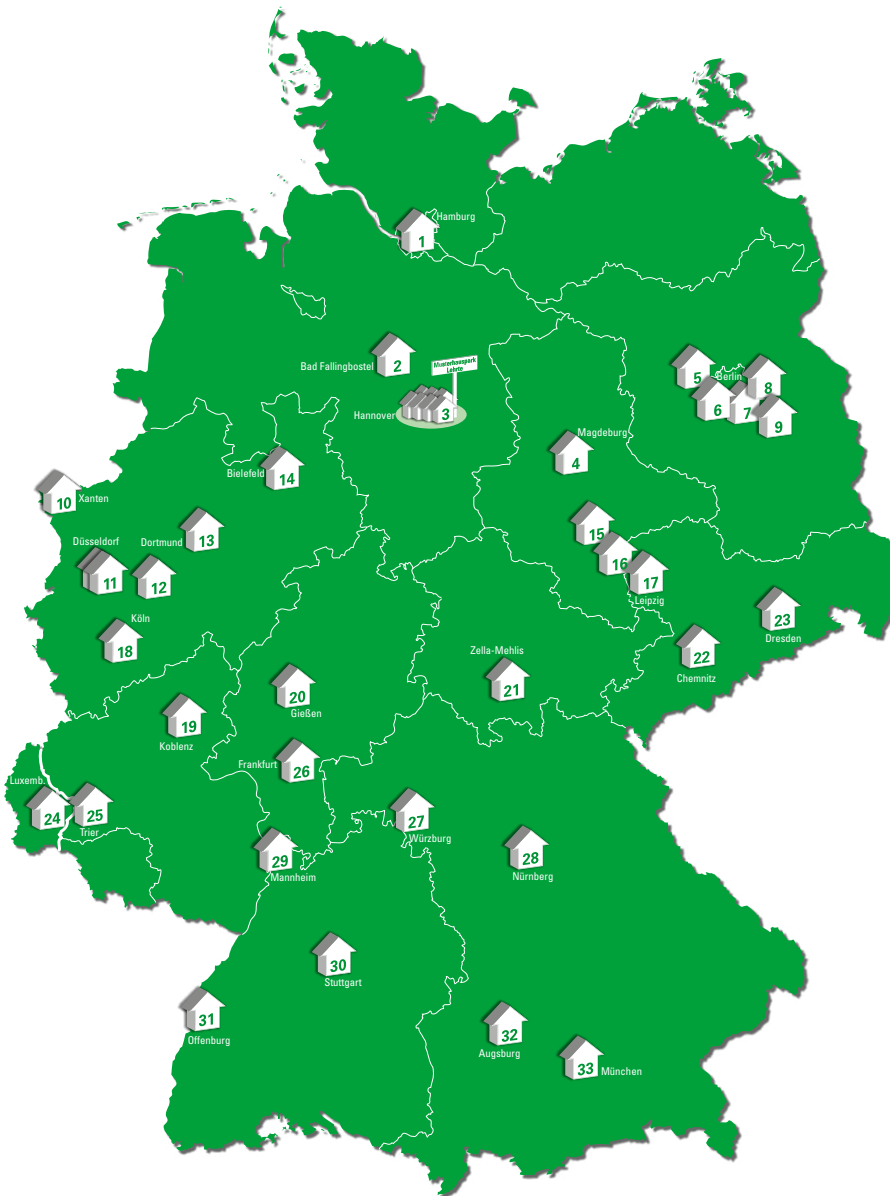 Hamburg
1
Bad Fallingbostel
2
Musterhauspark
Lehrte
Hannover
3
5
Berlin
8
6
7
9
Magdeburg
4
Bielefeld
14
10
Xanten
13
15
Düsseldorf
Dortmund
11
12
16
17
Leipzig
Köln
18
23
Dresden
22
Chemnitz
Zella-Mehlis
21
20
Gießen
19
Koblenz
Frankfurt
26
Luxemb.
24
25
Trier
27
Würzburg
28
Nürnberg
29
Mannheim
30
Stuttgart
31
Offenburg
32
Augsburg
33
München